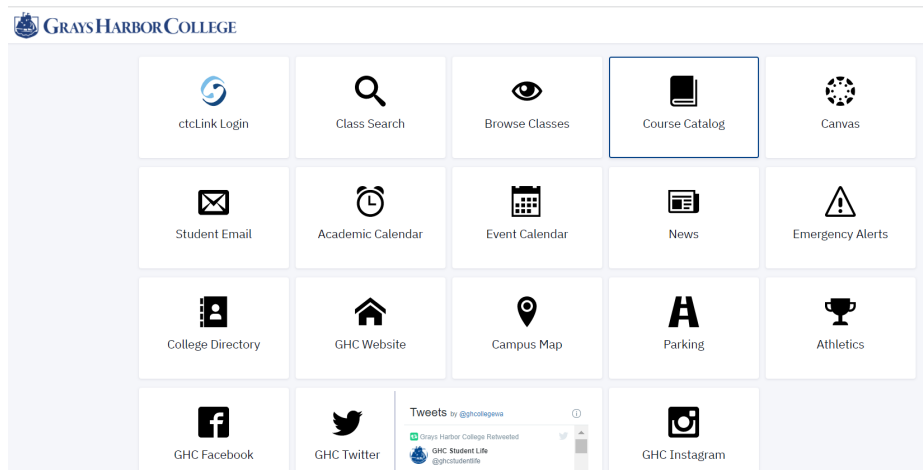 GRAYS HARBOR COLLEGE
ctcLink Login
Class Search
Browse Classes
Course Catalog
Canvas
Student Email
Academic Calendar
Event Calendar
News
Emergency Alerts
College Directory
GHC Website
Campus Map
Parking
Athletics
GHC Facebook
GHC Twitter
Tweets by @ghcollegewa
Grays Harbor College Retweeted
GHC Student Life
@ghcstudentlife
GHC Instagram